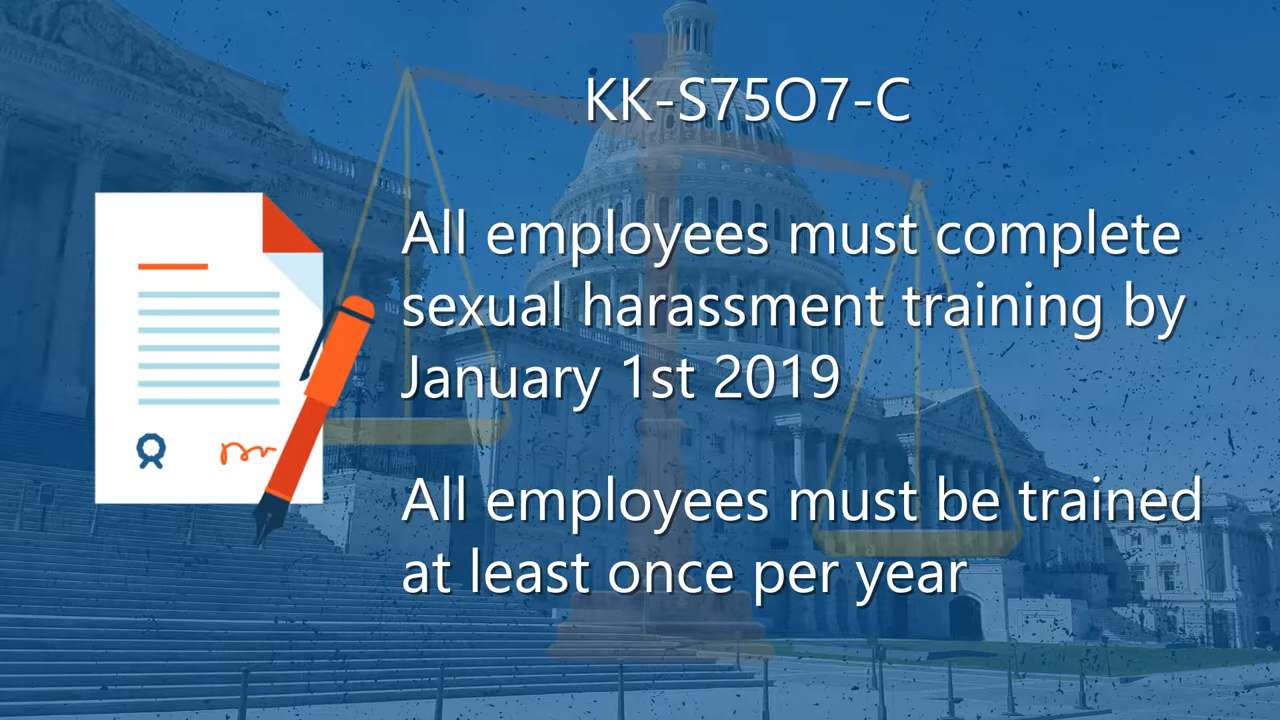 KK-S75O7-C
All employees must complete
sexual harassment training by
January 1st 2019
All employees must be trained
at least once per year